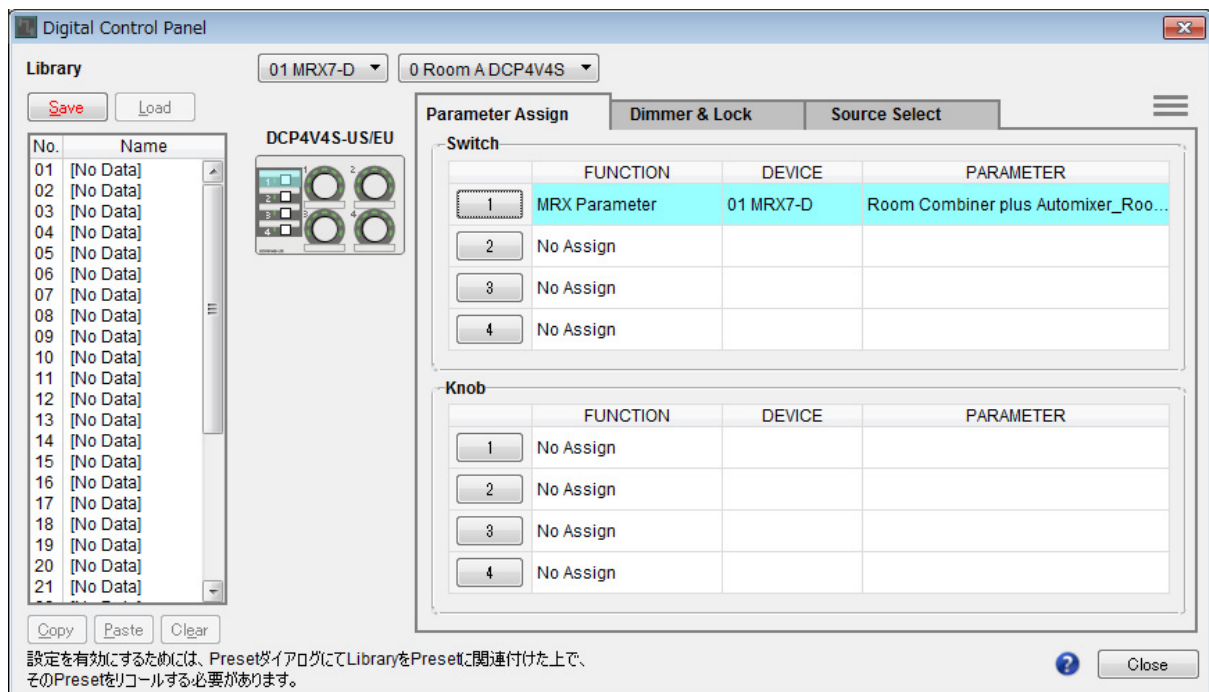 Digital Control Panel
Library
01 MRX7-D
0 Room A DCP4V4S
Save
Load
Parameter Assign
Dimmer & Lock
Source Select
No. Name
01 [No Data]
02 [No Data]
03 [No Data]
04 [No Data]
05 [No Data]
06 [No Data]
07 [No Data]
08 [No Data]
09 [No Data]
10 [No Data]
11 [No Data]
12 [No Data]
13 [No Data]
14 [No Data]
15 [No Data]
16 [No Data]
17 [No Data]
18 [No Data]
19 [No Data]
20 [No Data]
21 [No Data]
DCP4V4S-US/EU
1
2
3
4
1
2
3
4
Switch
FUNCTION DEVICE PARAMETER
1 MRX Parameter 01 MRX7-D Room Combiner plus Automixer_Roo...
2 No Assign
3 No Assign
4 No Assign
Knob
FUNCTION DEVICE PARAMETER
1 No Assign
2 No Assign
3 No Assign
4 No Assign
Copy
Paste
Clear
設定を有効にするためには、PresetダイアログにてLibraryをPresetに関連付けた上で、
そのPresetをリコールする必要があります。
?
Close